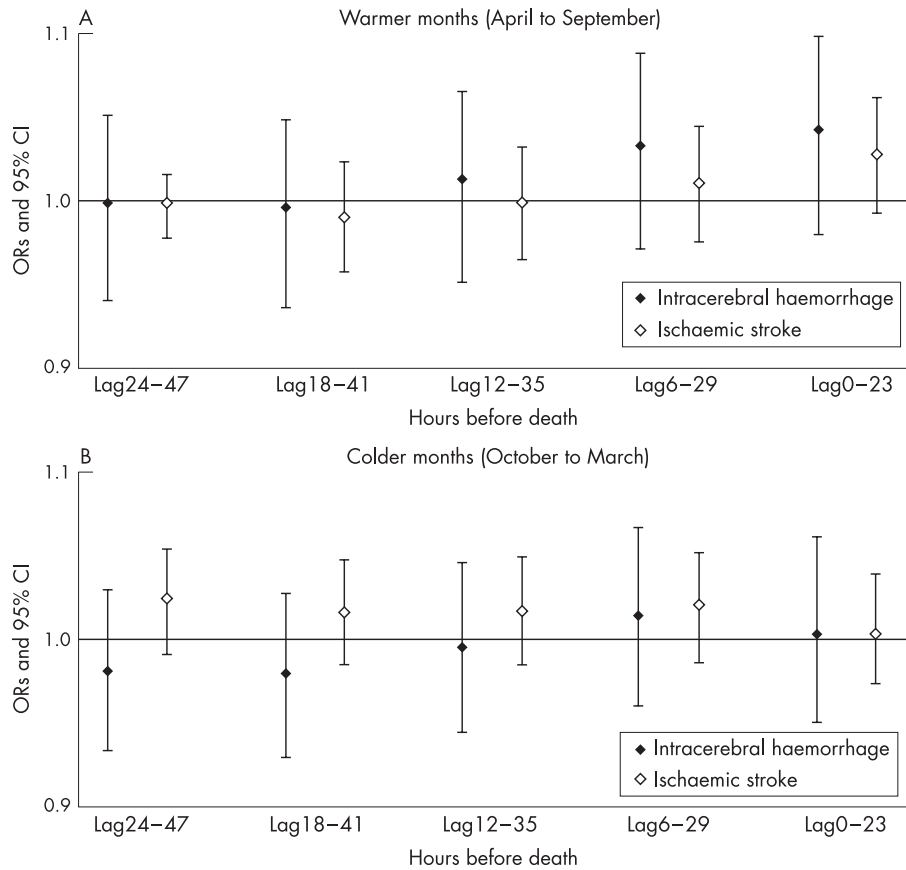 A
Warmer months (April to September)
1.1
1.0
0.9
ORs and 95% CI
Intracerebral haemorrhage
Ischaemic stroke
Lag24–47 Lag18–41 Lag12–35 Lag6–29 Lag0–23
Hours before death
B
Colder months (October to March)
1.1
1.0
0.9
ORs and 95% CI
Intracerebral haemorrhage
Ischaemic stroke
Lag24–47 Lag18–41 Lag12–35 Lag6–29 Lag0–23
Hours before death